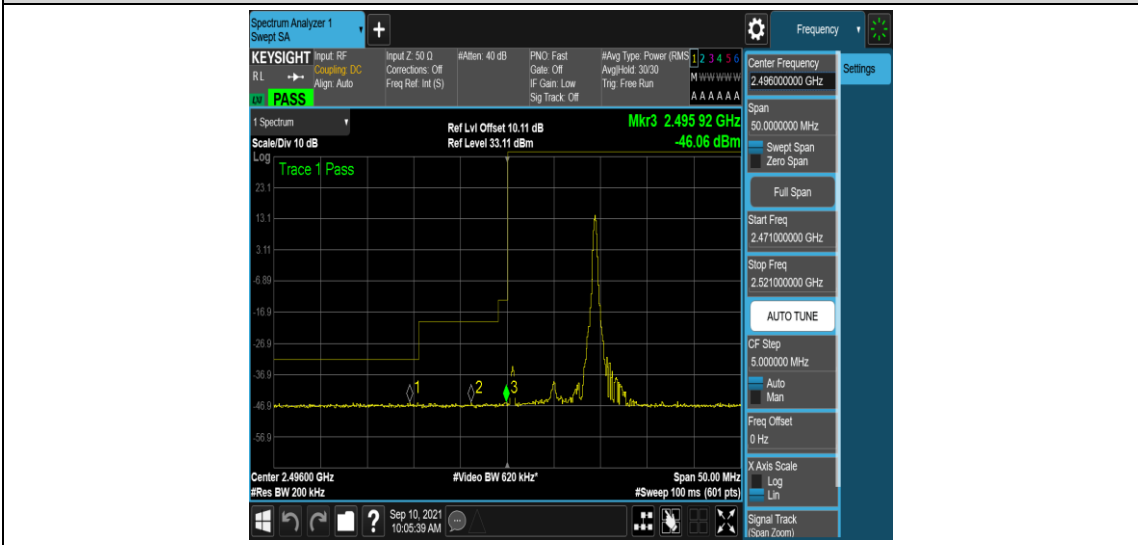 Spectrum Analyzer 1
Swept SA
Frequency
KEYSIGHT
RL
PASS
Input: RF
Coupling: DC
Align: Auto
Input Z: 50 Ω
Corrections: Off
Freq Ref: Int (S)
#Atten: 40 dB
PNO: Fast
Gate: Off
IF Gain: Low
Sig Track: Off
#Avg Type: Power (RMS
Avg|Hold: 30/30
Trig: Free Run
1 2 3 4 5 6
M W W W W W
A A A A A A
1 Spectrum
Scale/Div 10 dB
Log
Ref Lvl Offset 10.11 dB
Ref Level 33.11 dBm
Mkr3 2.495 92 GHz
-46.06 dBm
Trace 1 Pass
23.1
13.1
3.11
-6.89
-16.9
-26.9
-36.9
-46.9
-56.9
1
2
3
Center 2.49600 GHz
#Res BW 200 kHz
#Video BW 620 kHz*
Span 50.00 MHz
#Sweep 100 ms (601 pts)
?
Sep 10, 2021
10:05:39 AM
Center Frequency
2.496000000 GHz
Settings
Span
50.0000000 MHz
Swept Span
Zero Span
Full Span
Start Freq
2.471000000 GHz
Stop Freq
2.521000000 GHz
AUTO TUNE
CF Step
5.000000 MHz
Auto
Man
Freq Offset
0 Hz
X Axis Scale
Log
Lin
Signal Track
(Span Zoom)